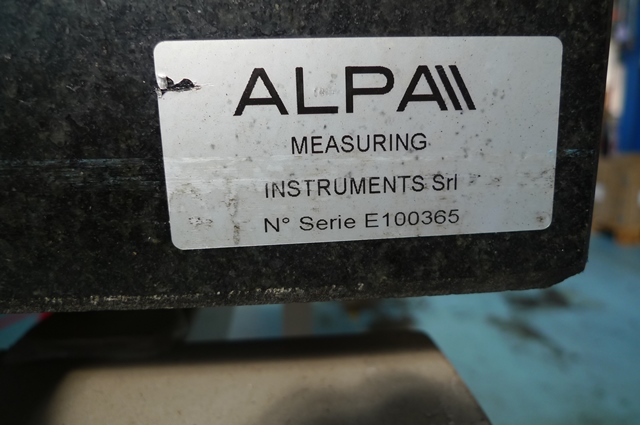 ALPA
MEASURING
INSTRUMENTS Srl
N° Serie E100365